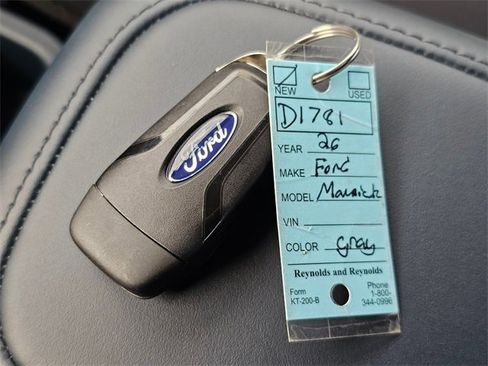 Ford
NEW USED
D1781
YEAR 26
MAKE Ford
MODEL Maverick
VIN
COLOR gray
Reynolds and Reynolds
Form Phone
KT-200-B 1-800-
344-0996